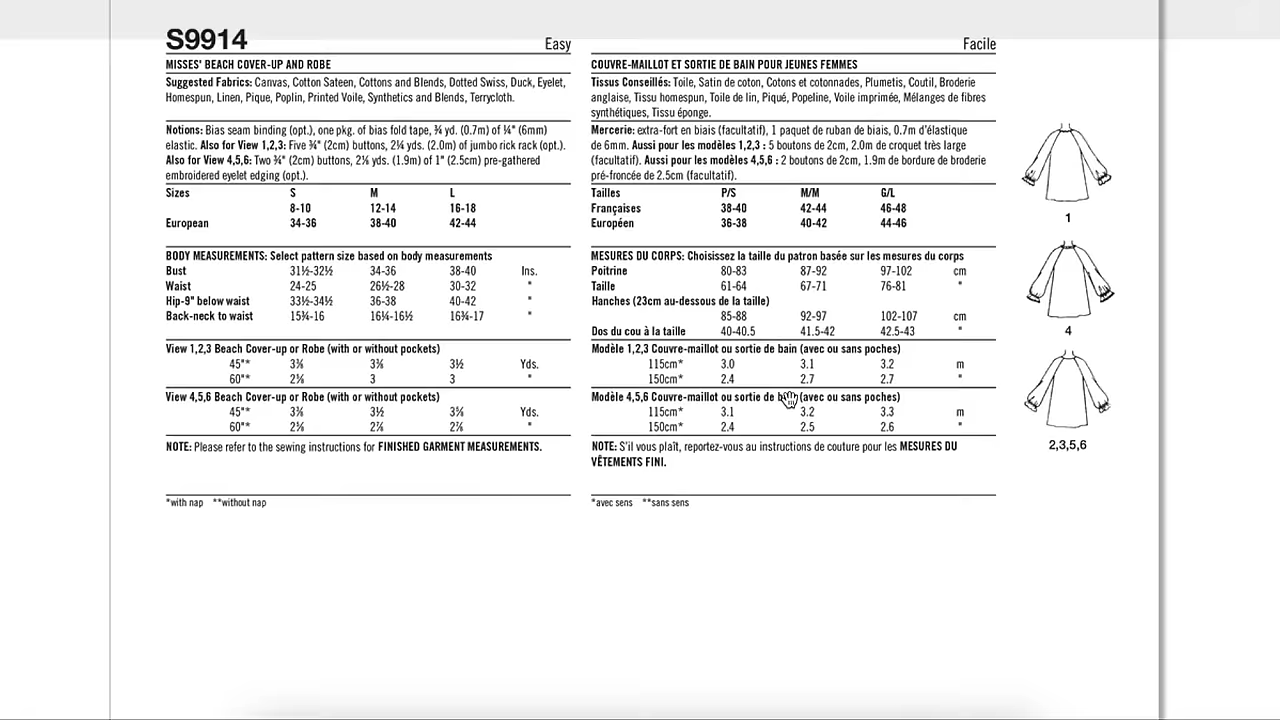 S9914
Easy
MISSES' BEACH COVER-UP AND ROBE
Suggested Fabrics: Canvas, Cotton Sateen, Cottons and Blends, Dotted Swiss, Duck, Eyelet,
Homespun, Linen, Pique, Poplin, Printed Voile, Synthetics and Blends, Terrycloth.
Notions: Bias seam binding (opt.), one pkg. of bias fold tape, ¾ yd. (0.7m) of ¼" (6mm)
elastic. Also for View 1,2,3: Five ¾" (2cm) buttons, 2¼ yds. (2.0m) of jumbo rick rack (opt.).
Also for View 4,5,6: Two ¾" (2cm) buttons, 2⅛ yds. (1.9m) of 1" (2.5cm) pre-gathered
embroidered eyelet edging (opt.).
Sizes S M L
8-10 12-14 16-18
European 34-36 38-40 42-44
BODY MEASUREMENTS: Select pattern size based on body measurements
Bust 31½-32½ 34-36 38-40 Ins.
Waist 24-25 26½-28 30-32 "
Hip-9" below waist 33½-34½ 36-38 40-42 "
Back-neck to waist 15¾-16 16¼-16½ 16¾-17 "
View 1,2,3 Beach Cover-up or Robe (with or without pockets)
45"* 3⅜ 3½ Yds.
60"* 2⅝ 3 3 "
View 4,5,6 Beach Cover-up or Robe (with or without pockets)
45"* 3⅜ 3½ 3⅝ Yds.
60"* 2⅝ 2⅞ "
NOTE: Please refer to the sewing instructions for FINISHED GARMENT MEASUREMENTS.
*with nap **without nap
Facile
COUVRE-MAILLOT ET SORTIE DE BAIN POUR JEUNES FEMMES
Tissus Conseillés: Toile, Satin de coton, Cotons et cotonnades, Plumetis, Coutil, Broderie
anglaise, Tissu homespun, Toile de lin, Piqué, Popeline, Voile imprimée, Mélanges de fibres
synthétiques, Tissu éponge.
Mercerie: extra-fort en biais (facultatif), 1 paquet de ruban de biais, 0.7m d'élastique
de 6mm. Aussi pour les modèles 1,2,3 : 5 boutons de 2cm, 2.0m de croquet très large
(facultatif). Aussi pour les modèles 4,5,6 : 2 boutons de 2cm, 1.9m de bordure de broderie
pré-froncée de 2.5cm (facultatif).
Tailles P/S M/M G/L
Françaises 38-40 42-44 46-48
Européen 36-38 40-42 44-46
MESURES DU CORPS: Choisissez la taille du patron basée sur les mesures du corps
Poitrine 80-83 87-92 97-102 cm
Taille 61-64 67-71 76-81 "
Hanches (23cm au-dessous de la taille)
85-88 92-97 102-107 cm
Dos du cou à la taille 40-40.5 41.5-42 42.5-43 "
Modèle 1,2,3 Couvre-maillot ou sortie de bain (avec ou sans poches)
115cm* 3.0 3.1 3.2 m
150cm* 2.4 2.7 2.7 "
Modèle 4,5,6 Couvre-maillot ou sortie de (avec ou sans poches)
115cm* 3.1 3.2 3.3 m
150cm* 2.4 2.5 2.6 "
NOTE: S'il vous plaît, reportez-vous au instructions de couture pour les MESURES DU
VÊTEMENTS FINI.
*avec sens **sans sens
1
4
2,3,5,6